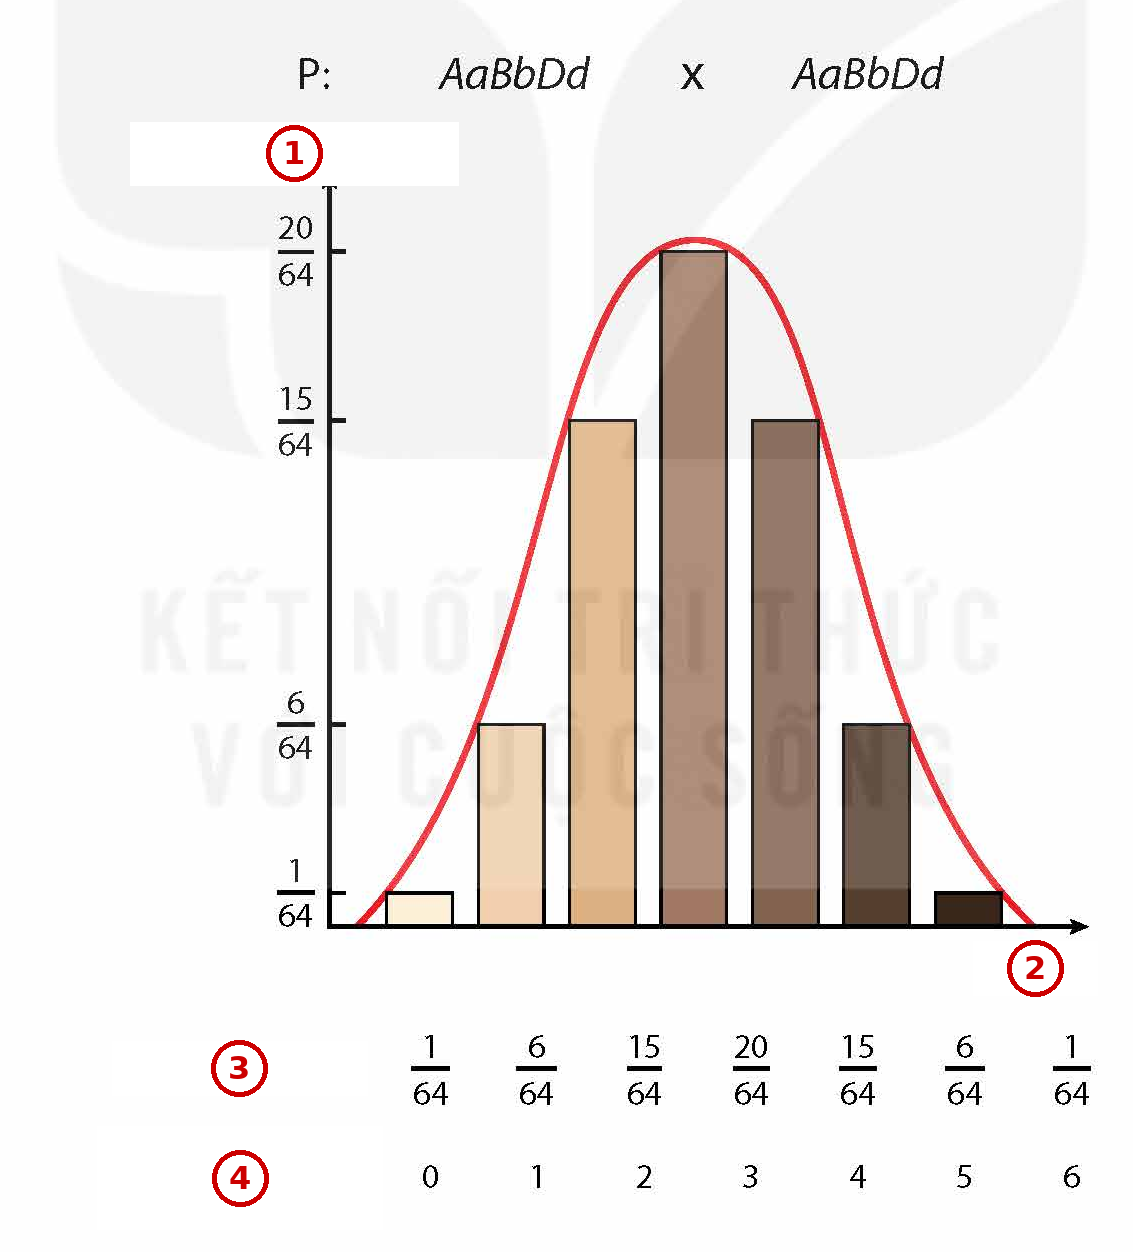 P: AaBbDd x AaBbDd
1
20/64
15/64
KẾT NỐI TRI THỨC
6/64
VỚI CUỘC SỐNG
1/64
2
3 1/64 6/64 15/64 20/64 15/64 6/64 1/64
4 0 1 2 3 4 5 6